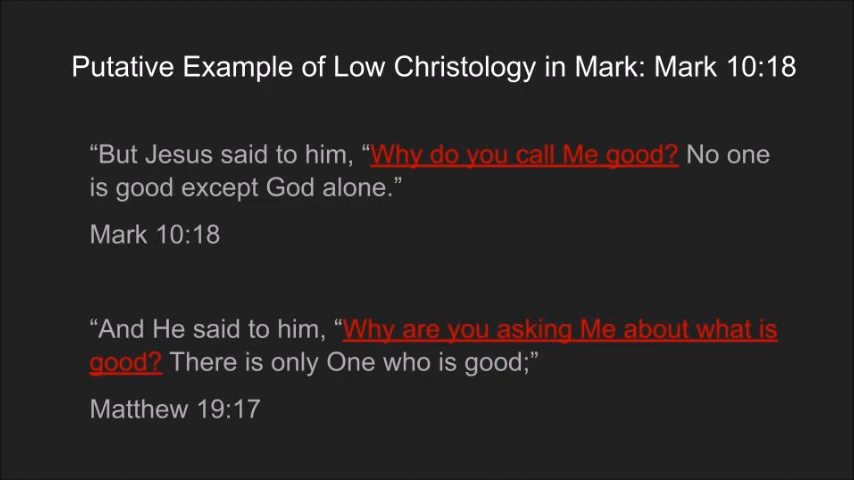 Putative Example of Low Christology in Mark: Mark 10:18
“But Jesus said to him, “Why do you call Me good? No one
is good except God alone.”
Mark 10:18
“And He said to him, “Why are you asking Me about what is
good? There is only One who is good;”
Matthew 19:17